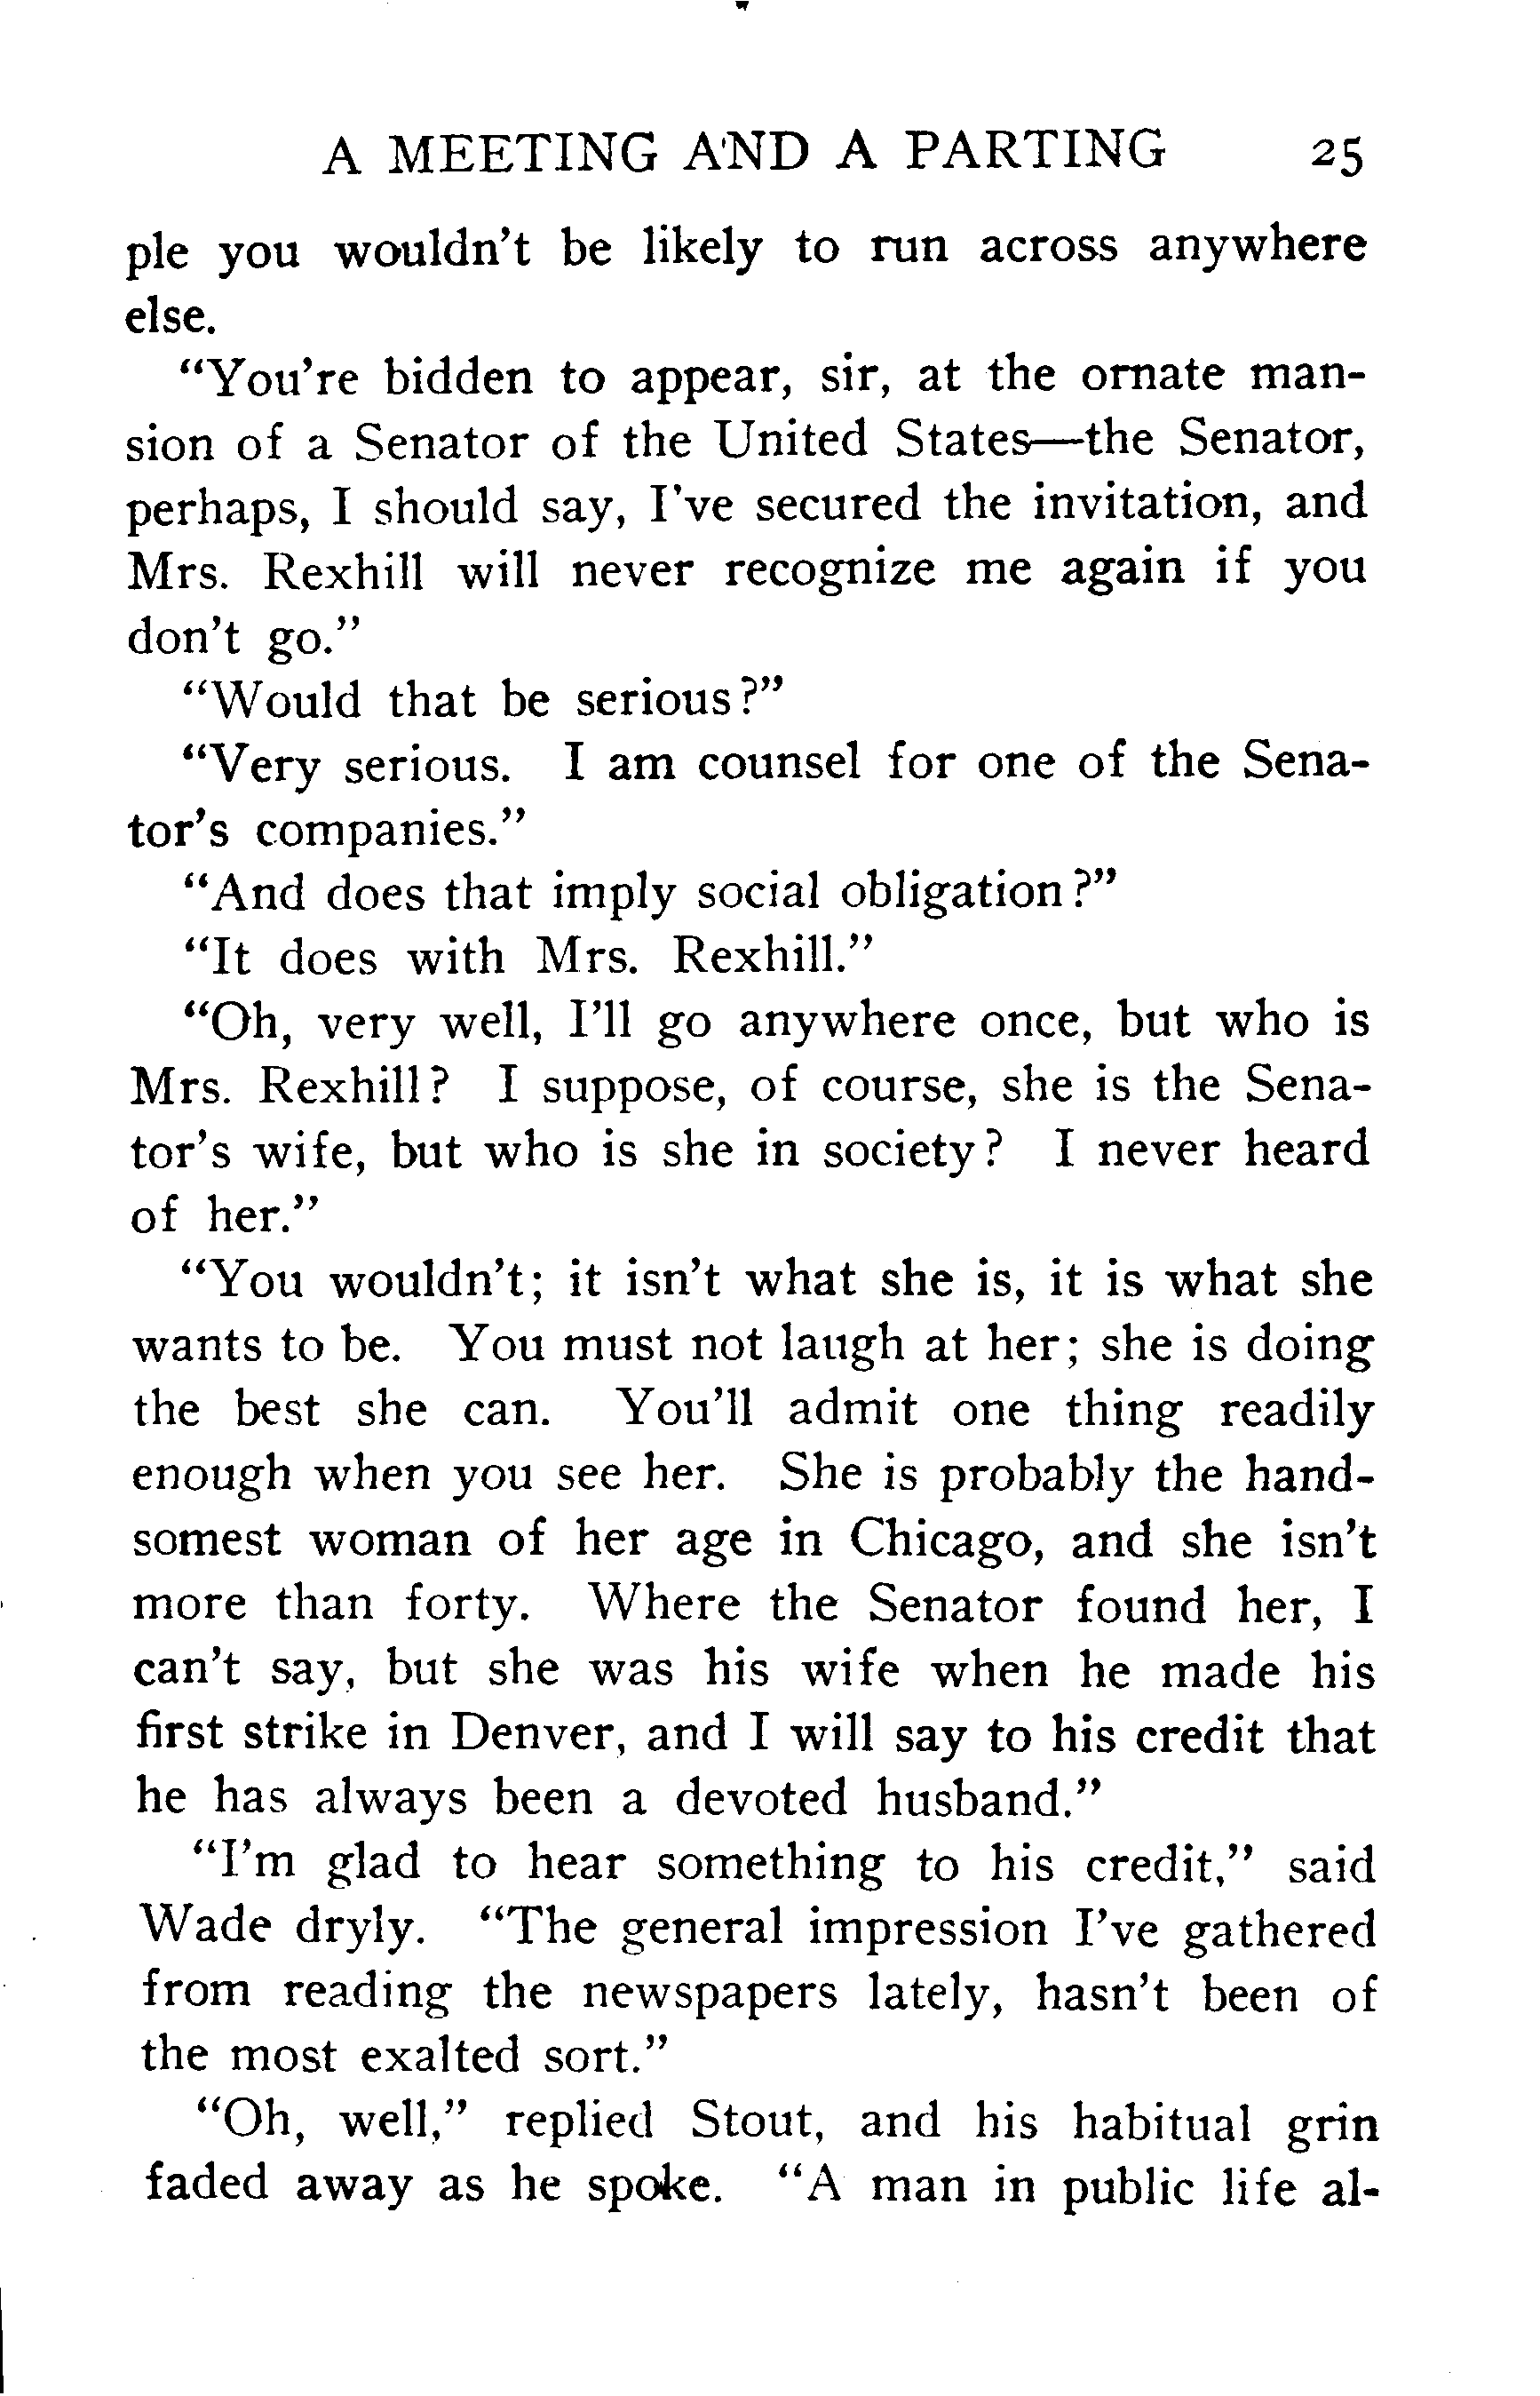 A MEETING AND A PARTING 25
ple you wouldn't be likely to run across anywhere
else.
"You're bidden to appear, sir, at the ornate man-
sion of a Senator of the United States—the Senator,
perhaps, I should say, I've secured the invitation, and
Mrs. Rexhill will never recognize me again if you
don't go."
"Would that be serious?"
"Very serious. I am counsel for one of the Sena-
tor's companies."
"And does that imply social obligation?"
"It does with Mrs. Rexhill."
"Oh, very well, I'll go anywhere once, but who is
Mrs. Rexhill? I suppose, of course, she is the Sena-
tor's wife, but who is she in society? I never heard
of her."
"You wouldn't; it isn't what she is, it is what she
wants to be. You must not laugh at her; she is doing
the best she can. You'll admit one thing readily
enough when you see her. She is probably the hand-
somest woman of her age in Chicago, and she isn't
more than forty. Where the Senator found her, I
can't say, but she was his wife when he made his
first strike in Denver, and I will say to his credit that
he has always been a devoted husband."
"I'm glad to hear something to his credit," said
Wade dryly. "The general impression I've gathered
from reading the newspapers lately, hasn't been of
the most exalted sort."
"Oh, well," replied Stout, and his habitual grin
faded away as he spoke. "A man in public life al-